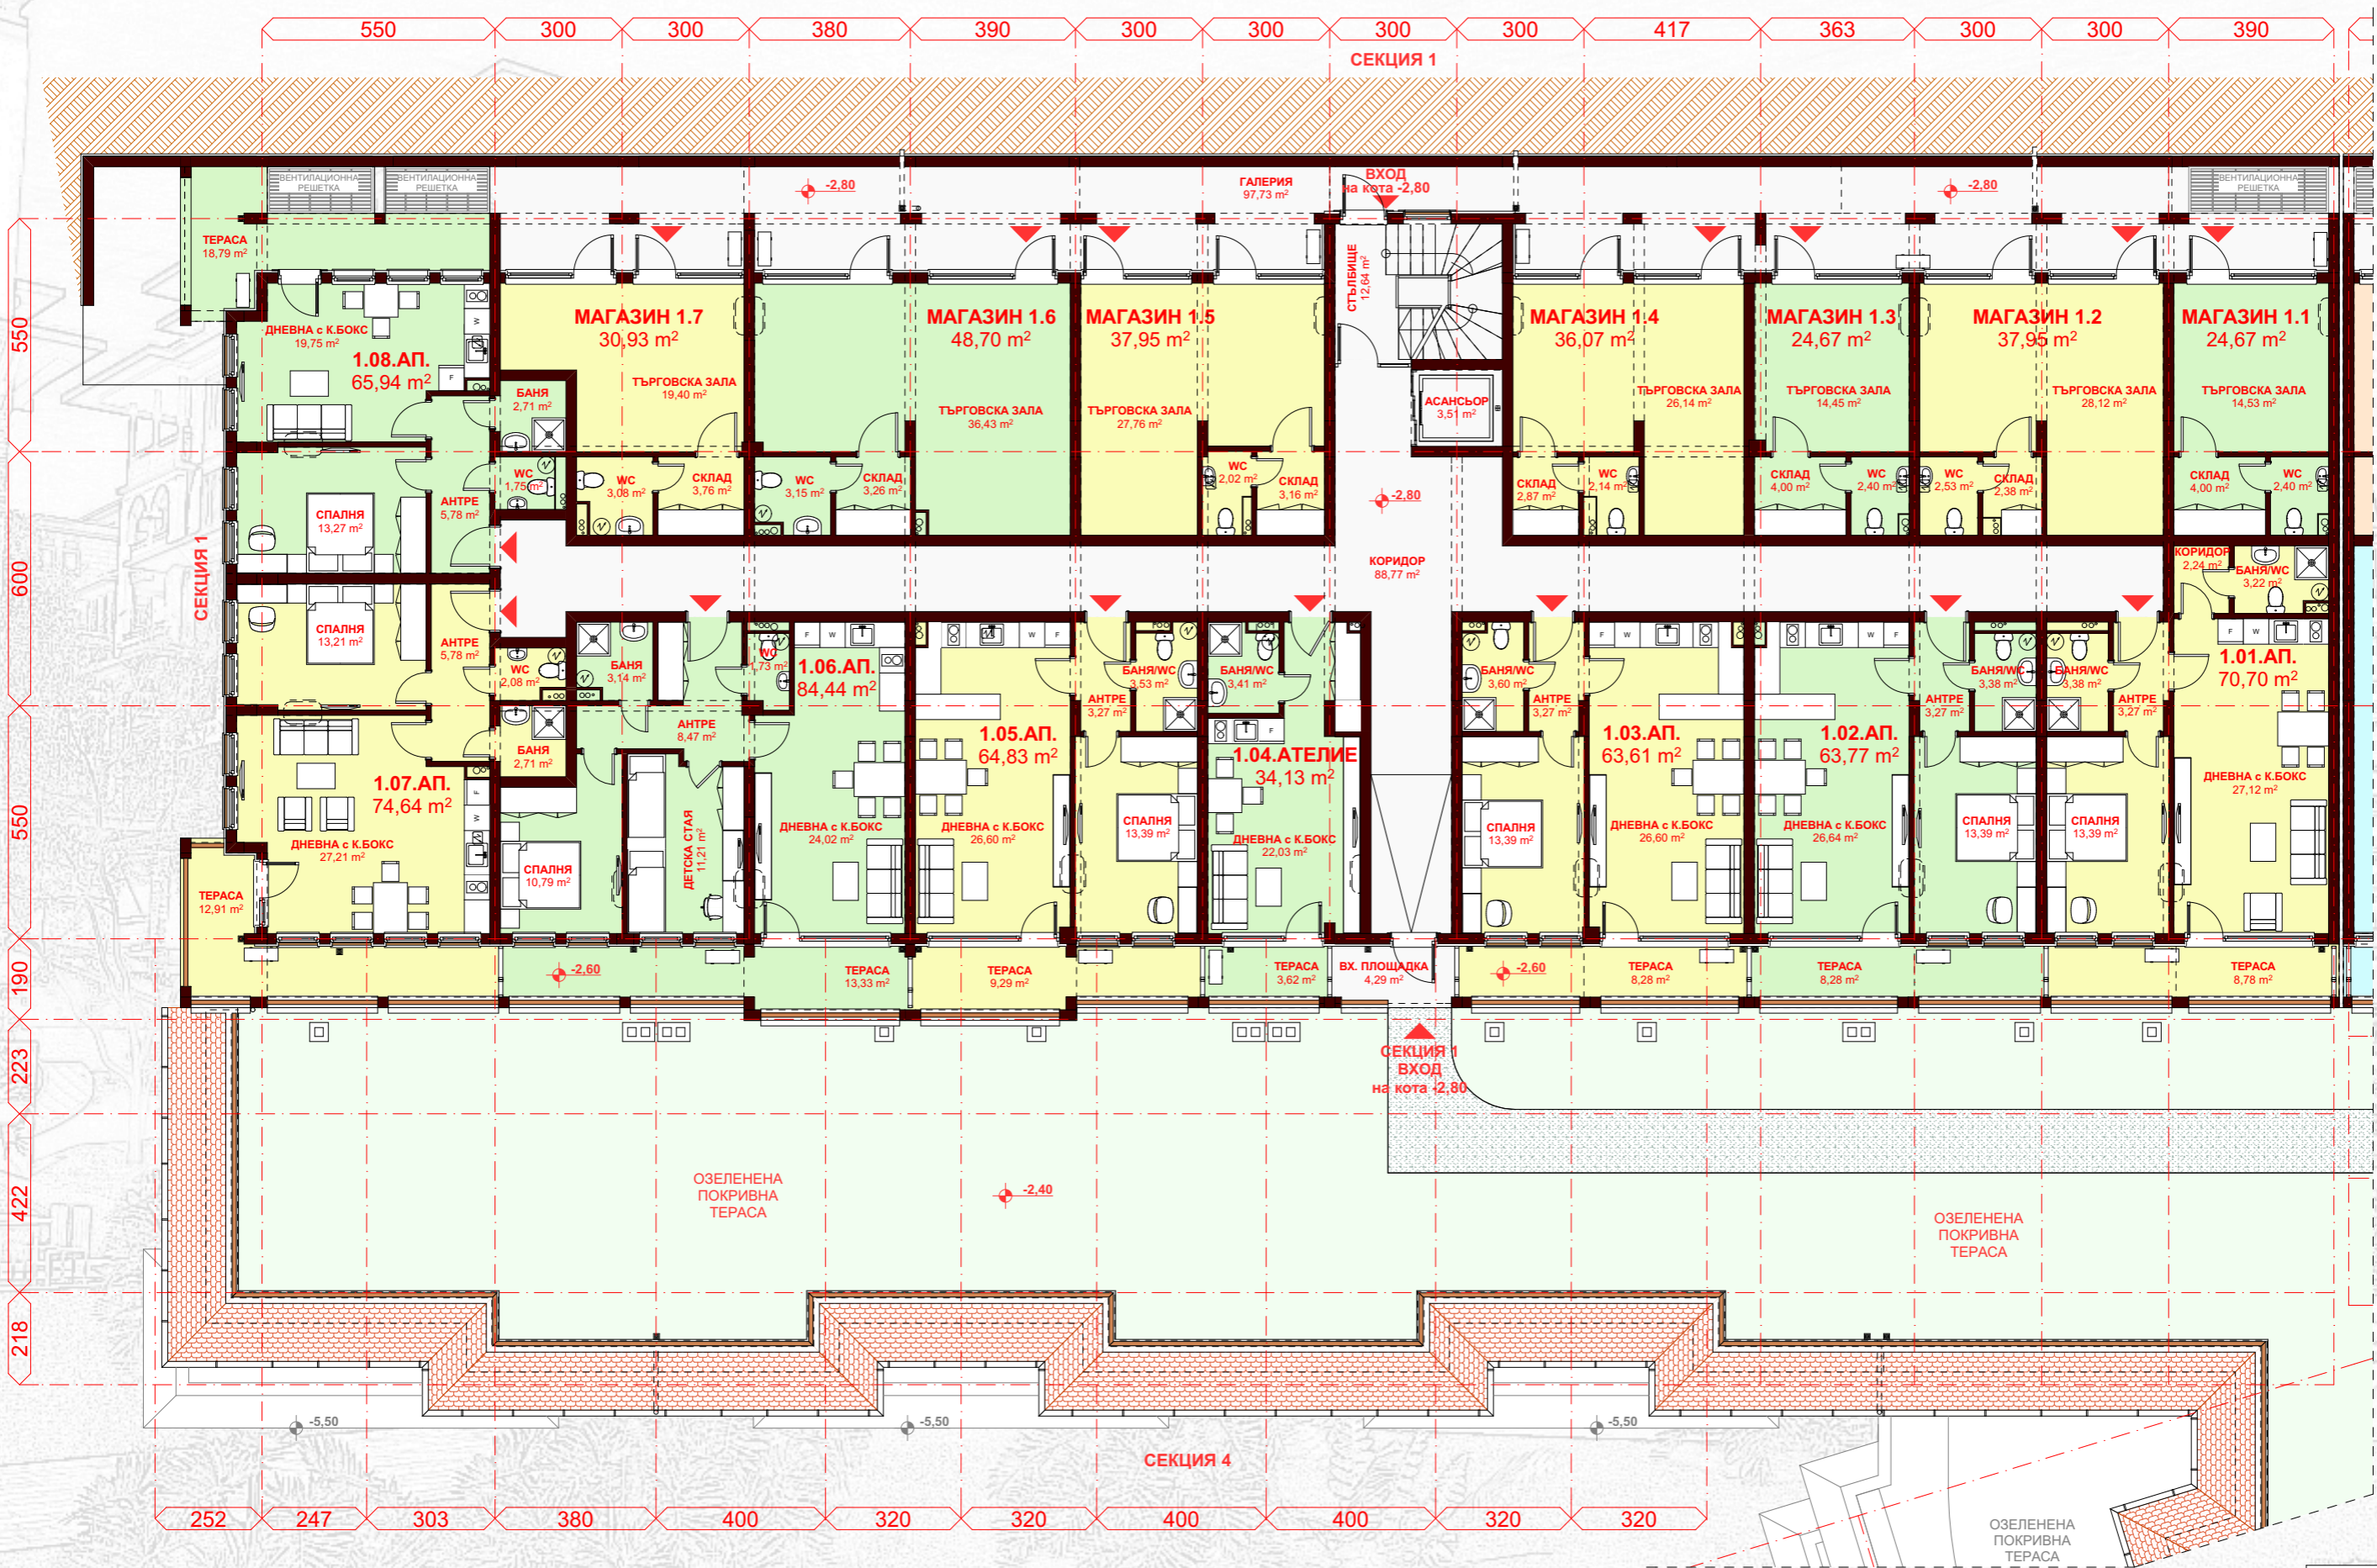 550 300 300 380 390 300 300 300 300 417 363 300 300 390
СЕКЦИЯ 1
ВЕНТИЛАЦИОННА
РЕШЕТКА
ВЕНТИЛАЦИОННА
РЕШЕТКА
-2,80
ГАЛЕРИЯ
97,73 m²
ВХОД
на кота -2,80
-2,80
ВЕНТИЛАЦИОННА
РЕШЕТКА
ТЕРАСА
18,79 m²
ДНЕВНА с К.БОКС
19,75 m²
1.08.АП.
65,94 m²
W
F
МАГАЗИН 1.7
30,93 m²
ТЪРГОВСКА ЗАЛА
19,40 m²
МАГАЗИН 1.6
48,70 m²
ТЪРГОВСКА ЗАЛА
36,43 m²
МАГАЗИН 1.5
37,95 m²
ТЪРГОВСКА ЗАЛА
27,76 m²
СТЪЛБИЩЕ
12,64 m²
АСАНСЬОР
3,51 m²
МАГАЗИН 1.4
36,07 m²
ТЪРГОВСКА ЗАЛА
26,14 m²
МАГАЗИН 1.3
24,67 m²
ТЪРГОВСКА ЗАЛА
14,45 m²
МАГАЗИН 1.2
37,95 m²
ТЪРГОВСКА ЗАЛА
28,12 m²
МАГАЗИН 1.1
24,67 m²
ТЪРГОВСКА ЗАЛА
14,53 m²
БАНЯ
2,71 m²
WC
1,75 m²
WC
3,08 m²
СКЛАД
3,76 m²
WC
3,15 m²
СКЛАД
3,26 m²
WC
2,02 m²
СКЛАД
3,16 m²
СКЛАД
2,87 m²
WC
2,14 m²
СКЛАД
4,00 m²
WC
2,40 m²
WC
2,53 m²
СКЛАД
2,38 m²
СКЛАД
4,00 m²
WC
2,40 m²
СПАЛНЯ
13,27 m²
АНТРЕ
5,78 m²
-2,80
КОРИДОР
88,77 m²
КОРИДОР
2,24 m²
БАНЯ/WC
3,22 m²
СЕКЦИЯ 1
СПАЛНЯ
13,21 m²
АНТРЕ
5,78 m²
WC
2,08 m²
БАНЯ
2,71 m²
БАНЯ
3,14 m²
АНТРЕ
8,47 m²
WC
1,73 m²
F W
1.06.АП.
84,44 m²
W F
БАНЯ/WC
3,53 m²
АНТРЕ
3,27 m²
1.05.АП.
64,83 m²
БАНЯ/WC
3,41 m²
F
1.04.АТЕЛИЕ
34,13 m²
БАНЯ/WC
3,60 m²
АНТРЕ
3,27 m²
F W
1.03.АП.
63,61 m²
W F
1.02.АП.
63,77 m²
АНТРЕ
3,27 m²
БАНЯ/WC
3,38 m²
БАНЯ/WC
3,38 m²
АНТРЕ
3,27 m²
F W
1.01.АП.
70,70 m²
1.07.АП.
74,64 m²
F
W
ДНЕВНА с К.БОКС
27,21 m²
СПАЛНЯ
10,79 m²
ДЕТСКА СТАЯ
11,21 m²
ДНЕВНА с К.БОКС
24,02 m²
ДНЕВНА с К.БОКС
26,60 m²
СПАЛНЯ
13,39 m²
ДНЕВНА с К.БОКС
22,03 m²
СПАЛНЯ
13,39 m²
ДНЕВНА с К.БОКС
26,60 m²
ДНЕВНА с К.БОКС
26,64 m²
СПАЛНЯ
13,39 m²
СПАЛНЯ
13,39 m²
ДНЕВНА с К.БОКС
27,12 m²
ТЕРАСА
12,91 m²
-2,60
ТЕРАСА
13,33 m²
ТЕРАСА
9,29 m²
ТЕРАСА
3,62 m²
ВХ. ПЛОЩАДКА
4,29 m²
-2,60
ТЕРАСА
8,28 m²
ТЕРАСА
8,28 m²
ТЕРАСА
8,78 m²
550
600
550
190
223
422
218
СЕКЦИЯ 1
ВХОД
на кота -2,80
ОЗЕЛЕНЕНА
ПОКРИВНА
ТЕРАСА
-2,40
ОЗЕЛЕНЕНА
ПОКРИВНА
ТЕРАСА
-5,50
-5,50
-5,50
СЕКЦИЯ 4
ОЗЕЛЕНЕНА
ПОКРИВНА
ТЕРАСА
252 247 303 380 400 320 320 400 400 320 320